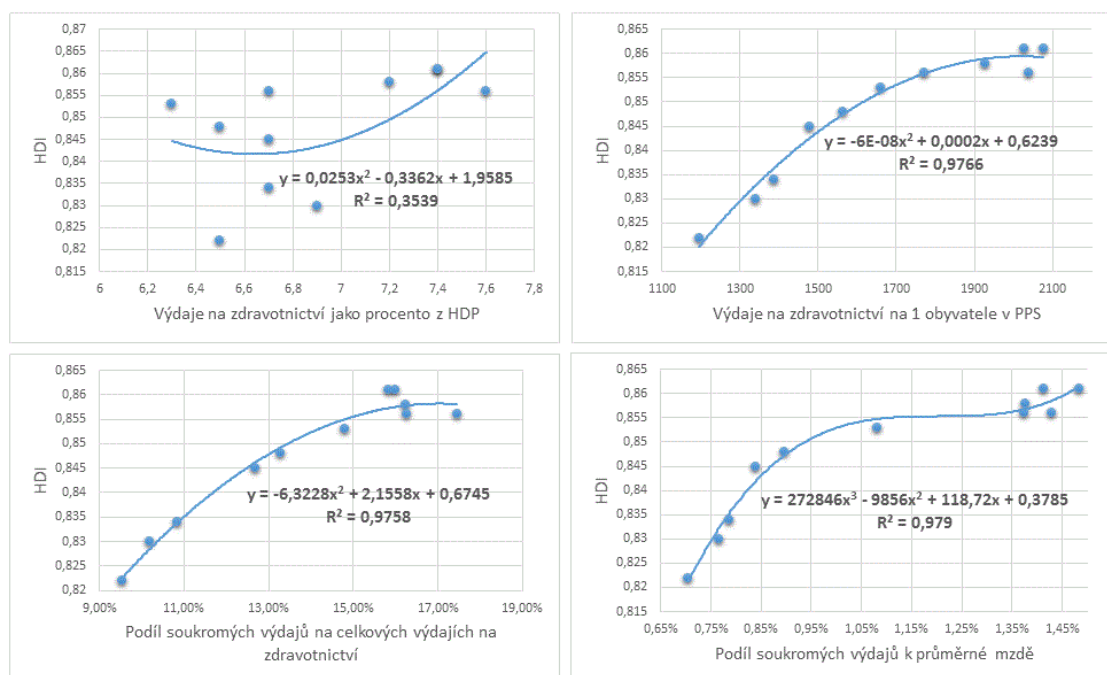 0,87
0,865
0,86
0,855
0,85
0,845
0,84
0,835
0,83
0,825
0,82
0,815
HDI
y = 0,0253x² - 0,3362x + 1,9585
R² = 0,3539
6 6,2 6,4 6,6 6,8 7 7,2 7,4 7,6 7,8
Výdaje na zdravotnictví jako procento z HDP
0,865
0,86
0,855
0,85
0,845
0,84
0,835
0,83
0,825
0,82
0,815
HDI
y = -6E-08x² + 0,0002x + 0,6239
R² = 0,9766
1100 1300 1500 1700 1900 2100
Výdaje na zdravotnictví na 1 obyvatele v PPS
0,865
0,86
0,855
0,85
0,845
0,84
0,835
0,83
0,825
0,82
HDI
y = -6,3228x² + 2,1558x + 0,6745
R² = 0,9758
9,00% 11,00% 13,00% 15,00% 17,00% 19,00%
Podíl soukromých výdajů na celkových výdajích na
zdravotnictví
0,865
0,86
0,855
0,85
0,845
0,84
0,835
0,83
0,825
0,82
0,815
HDI
y = 272846x³ - 9856x² + 118,72x + 0,3785
R² = 0,979
0,65% 0,75% 0,85% 0,95% 1,05% 1,15% 1,25% 1,35% 1,45%
Podíl soukromých výdajů k průměrné mzdě